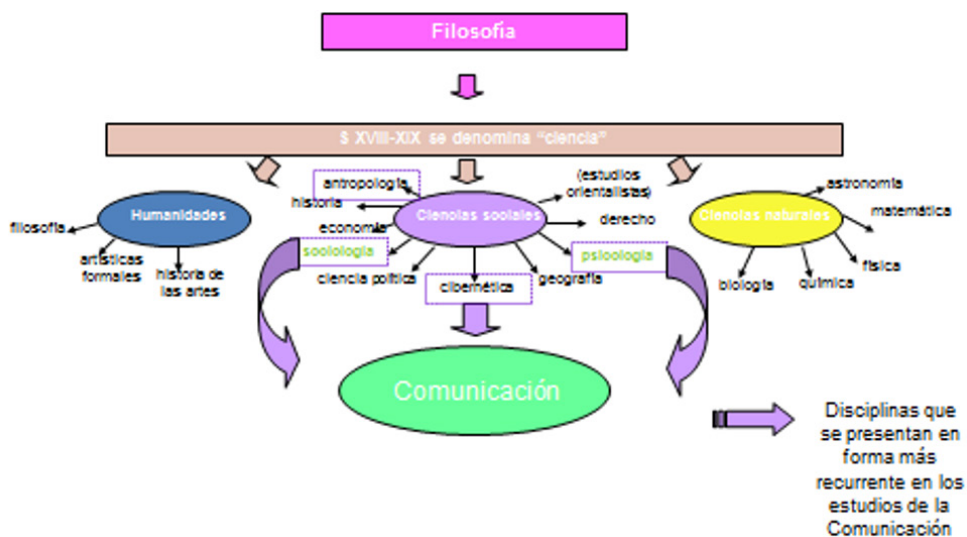 Filosofía
S XVIII-XIX se denomina “ciencia”
antropología
(estudios
orientalistas)
astronomía
historia
Humanidades
Ciencias sociales
derecho
Ciencias naturales
matemática
filosofía
economía
sociología
psicología
artísticas
formales
historia de
las artes
ciencia política
cibernética
geografía
física
biología
química
Comunicación
Disciplinas que
se presentan en
forma más
recurrente en los
estudios de la
Comunicación